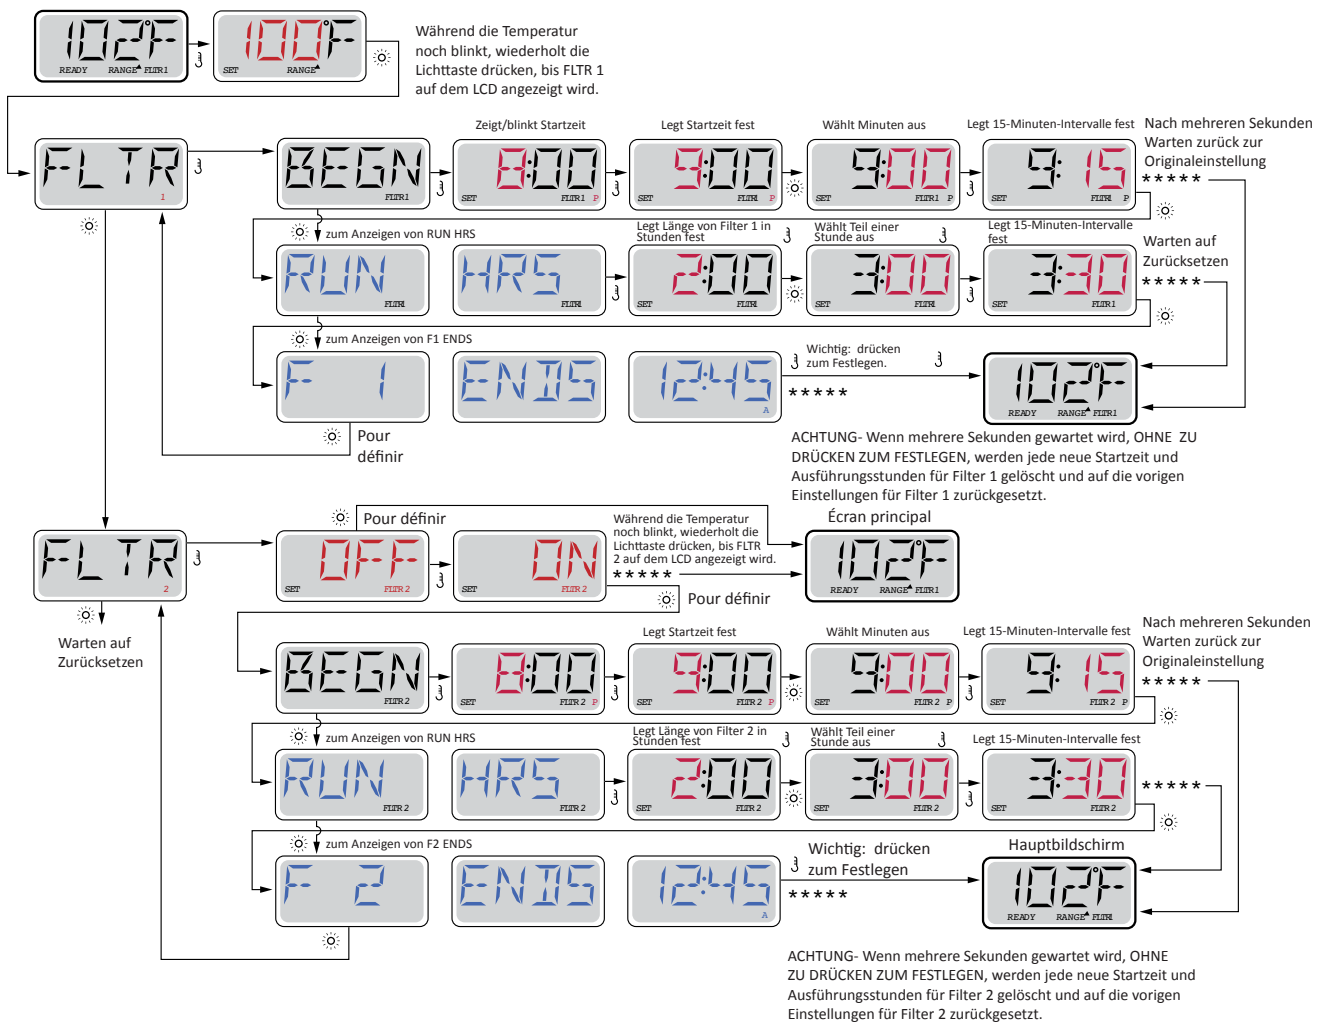 102°F
READY RANGE FLTR1
100°F
SET RANGE
Während die Temperatur
noch blinkt, wiederholt die
Lichttaste drücken, bis FLTR 1
auf dem LCD angezeigt wird.
FLTR
1
BEGN
FLTR1
Zeigt/blinkt Startzeit
8:00
SET FLTR1 P
Legt Startzeit fest
9:00
SET FLTR1 P
Wählt Minuten aus
9:00
SET FLTR1 P
Legt 15-Minuten-Intervalle fest
9:15
SET FLTR1 P
Nach mehreren Sekunden
Warten zurück zur
Originaleinstellung
*****
zum Anzeigen von RUN HRS
RUN
FLTR1
HRS
FLTR1
Legt Länge von Filter 1 in
Stunden fest
2:00
SET FLTR1
Wählt Teil einer
Stunde aus
3:00
SET FLTR1
Legt 15-Minuten-Intervalle
fest
3:30
SET FLTR1
Warten auf
Zurücksetzen
*****
zum Anzeigen von F1 ENDS
F 1
ENDS
12:45
A
Wichtig: drücken
zum Festlegen.
*****
102°F
READY RANGE FLTR1
Pour
définir
ACHTUNG- Wenn mehrere Sekunden gewartet wird, OHNE ZU
DRÜCKEN ZUM FESTLEGEN, werden jede neue Startzeit und
Ausführungsstunden für Filter 1 gelöscht und auf die vorigen
Einstellungen für Filter 1 zurückgesetzt.
FLTR
2
Warten auf
Zurücksetzen
Pour définir
OFF
SET FLTR 2
ON
FLTR 2
Während die Temperatur
noch blinkt, wiederholt die
Lichttaste drücken, bis FLTR
2 auf dem LCD angezeigt wird.
*****
Pour définir
Écran principal
102°F
READY RANGE FLTR1
BEGN
FLTR 2
8:00
SET FLTR 2 P
Legt Startzeit fest
9:00
SET FLTR 2 P
Wählt Minuten aus
9:00
SET FLTR 2 P
Legt 15-Minuten-Intervalle fest
9:15
SET FLTR 2 P
Nach mehreren Sekunden
Warten zurück zur
Originaleinstellung
*****
zum Anzeigen von RUN HRS
RUN
FLTR 2
HRS
FLTR 2
Legt Länge von Filter 2 in
Stunden fest
2:00
SET FLTR 2
Wählt Teil einer
Stunde aus
3:00
SET FLTR 2
Legt 15-Minuten-Intervalle fest
3:30
SET FLTR 2
*****
zum Anzeigen von F2 ENDS
F 2
ENDS
12:45
A
Wichtig: drücken
zum Festlegen
*****
Hauptbildschirm
102°F
READY RANGE FLTR1
ACHTUNG- Wenn mehrere Sekunden gewartet wird, OHNE
ZU DRÜCKEN ZUM FESTLEGEN, werden jede neue Startzeit und
Ausführungsstunden für Filter 2 gelöscht und auf die vorigen
Einstellungen für Filter 2 zurückgesetzt.